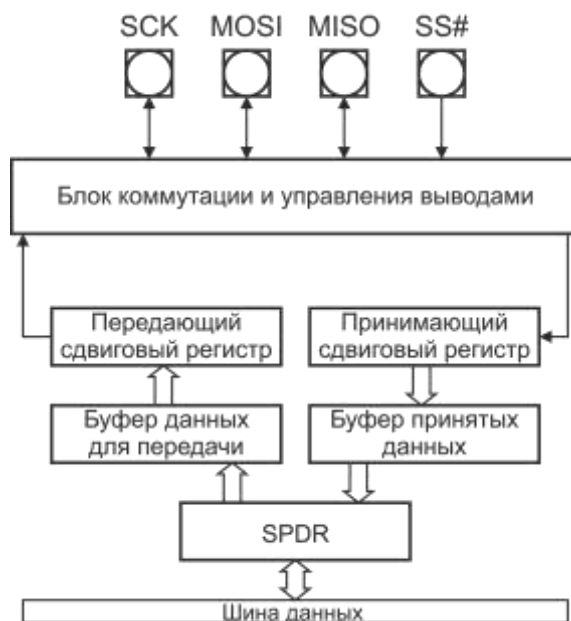 SCK MOSI MISO SS#
Блок коммутации и управления выводами
Передающий
сдвиговый регистр
Принимающий
сдвиговый регистр
Буфер данных
для передачи
Буфер принятых
данных
SPDR
Шина данных